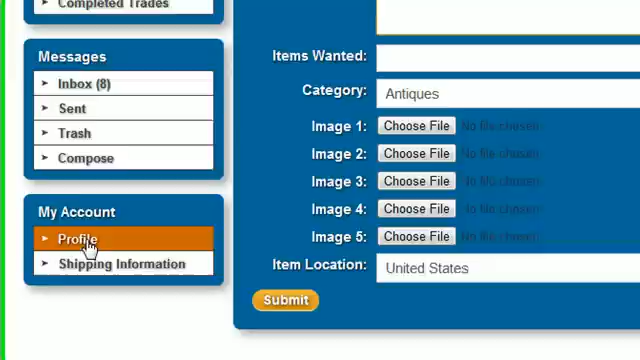 Completed Trades
Messages
Inbox (8)
Sent
Trash
Compose
My Account
Profile
Shipping Information
Items Wanted:
Category: Antiques
Image 1: Choose File No file chosen
Image 2: Choose File No file chosen
Image 3: Choose File No file chosen
Image 4: Choose File No file chosen
Image 5: Choose File No file chosen
Item Location: United States
Submit